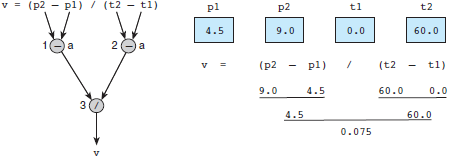 v = (p2 – p1) / (t2 – t1)
1 – a 2 – a
3 /
v
p1 p2 t1 t2
4.5 9.0 0.0 60.0
v = (p2 – p1) / (t2 – t1)
9.0 4.5 60.0 0.0
4.5 60.0
0.075